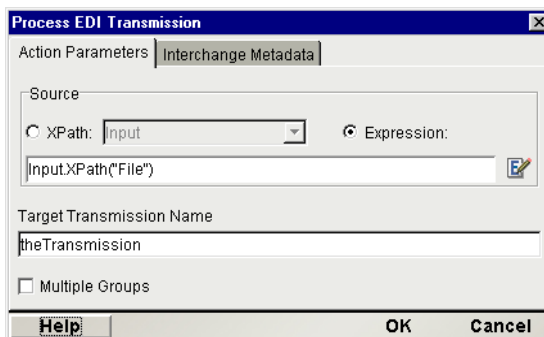 Process EDI Transmission
Action Parameters Interchange Metadata
Source
XPath: Input Expression:
Input.XPath("File")
Target Transmission Name
theTransmission
Multiple Groups
Help OK Cancel